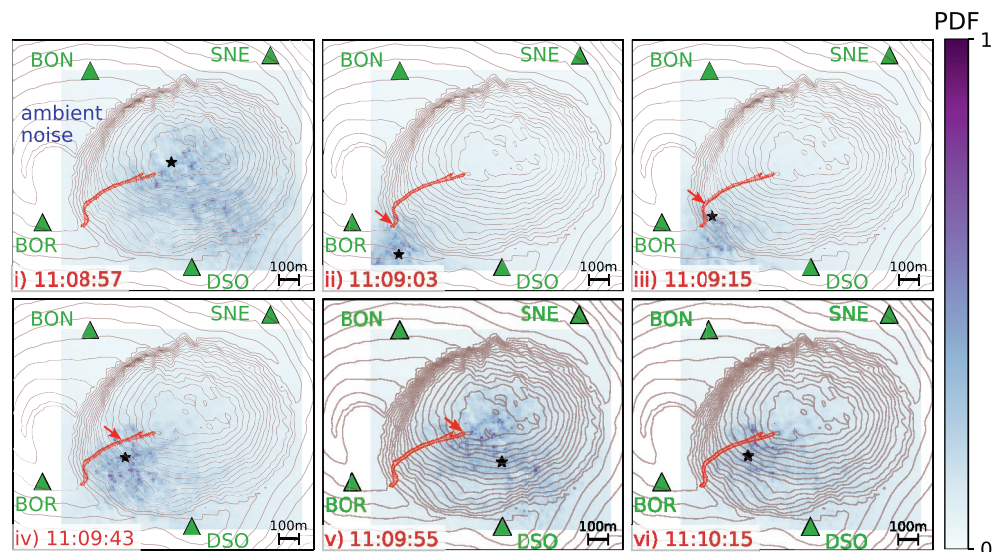 PDF
1
BON
SNE
ambient
noise
BOR
DSO
100m
i) 11:08:57
BON
SNE
BOR
DSO
100m
ii) 11:09:03
BON
SNE
BOR
DSO
100m
iii) 11:09:15
BON
SNE
BOR
DSO
100m
iv) 11:09:43
BON
SNE
BOR
DSO
100m
v) 11:09:55
BON
SNE
BOR
DSO
100m
vi) 11:10:15
0